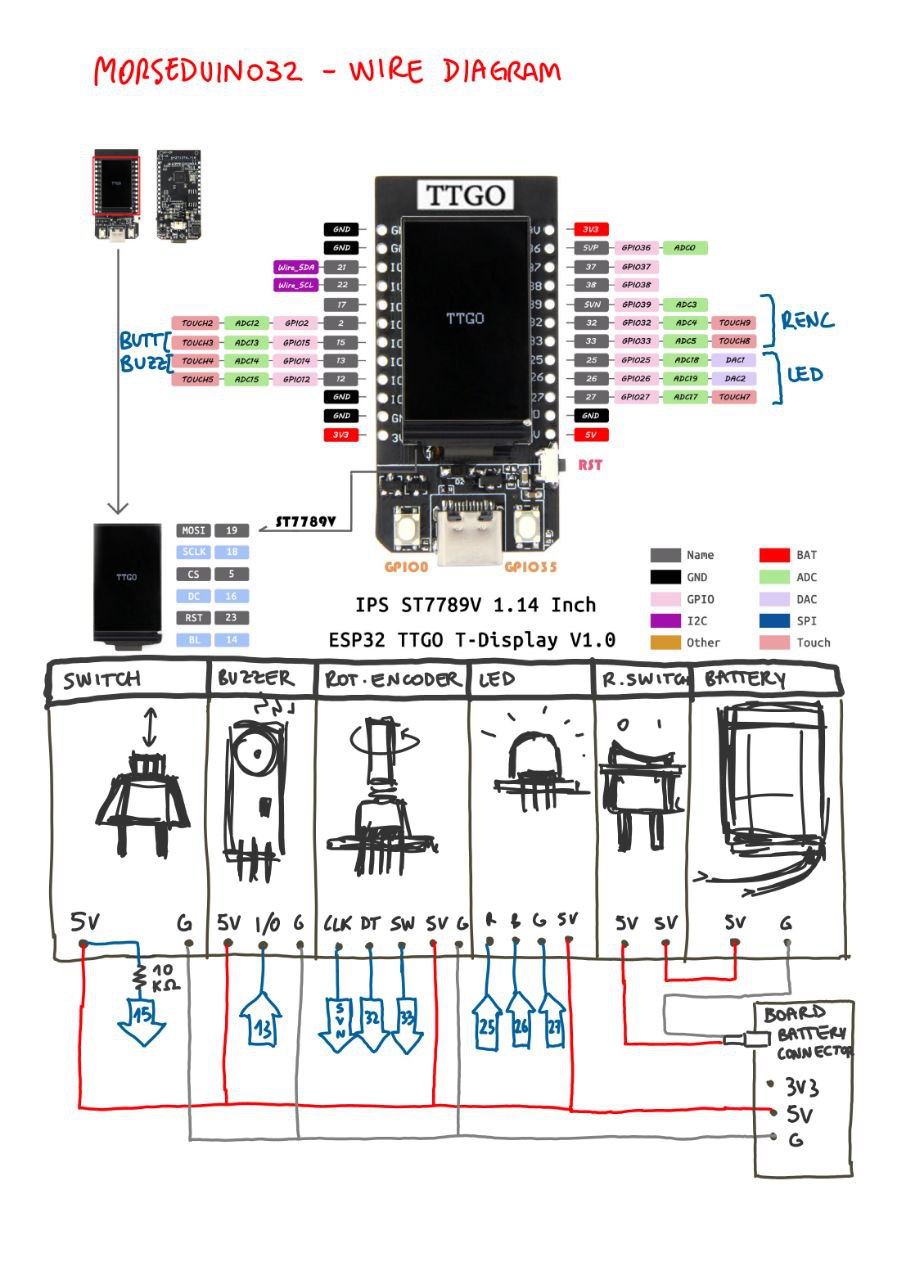 MORSEDUINO32 - WIRE DIAGRAM
TTGO
TTGO
GND
GND
Wire_SDA 21
Wire_SCL 22
17
TOUCH2 ADC12 GPIO2 2
BUTT TOUCH3 ADC13 GPIO15 15
BUZZ TOUCH4 ADC14 GPIO14 13
TOUCH5 ADC15 GPIO12 12
GND
GND
3V3
TTGO
3V3
SVP GPIO36 ADC0
37 GPIO37
38 GPIO38
SVN GPIO39 ADC3
32 GPIO32 ADC4 TOUCH9
33 GPIO33 ADC5 TOUCH8
RENC
25 GPIO25 ADC18 DAC1
26 GPIO26 ADC19 DAC2
27 GPIO27 ADC17 TOUCH7
LED
GND
5V
RST
ST7789V
MOSI 19
SCLK 18
CS 5
DC 16
RST 23
BL 14
TTGO
GPIO0
GPIO35
IPS ST7789V 1.14 Inch
ESP32 TTGO T-Display V1.0
Name BAT
GND ADC
GPIO DAC
I2C SPI
Other Touch
SWITCH BUZZER ROT.ENCODER LED R.SWITCH BATTERY
0 1
5V G 5V I/O G CLK DT SW 5V G R B G 5V 5V 5V 5V G
10
KΩ
15 13 SVN 32 33 25 26 27
BOARD
BATTERY
CONNECTOR
3V3
5V
G